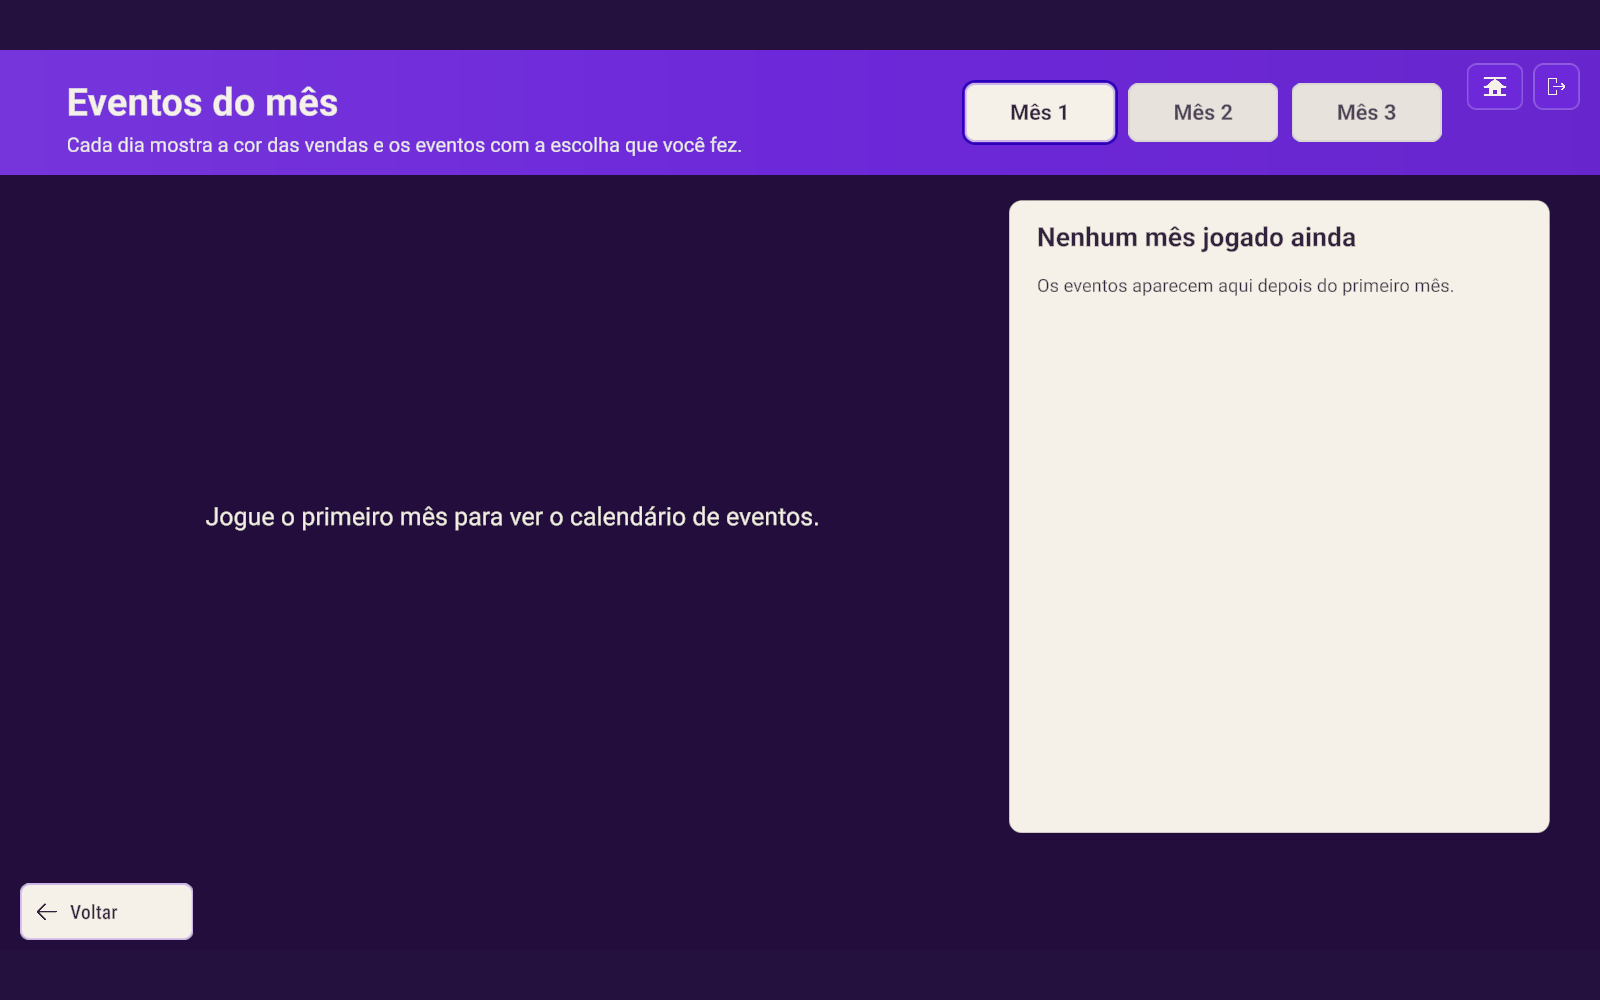 Eventos do mês
Cada dia mostra a cor das vendas e os eventos com a escolha que você fez.
Mês 1
Mês 2
Mês 3
Nenhum mês jogado ainda
Os eventos aparecem aqui depois do primeiro mês.
Jogue o primeiro mês para ver o calendário de eventos.
Voltar